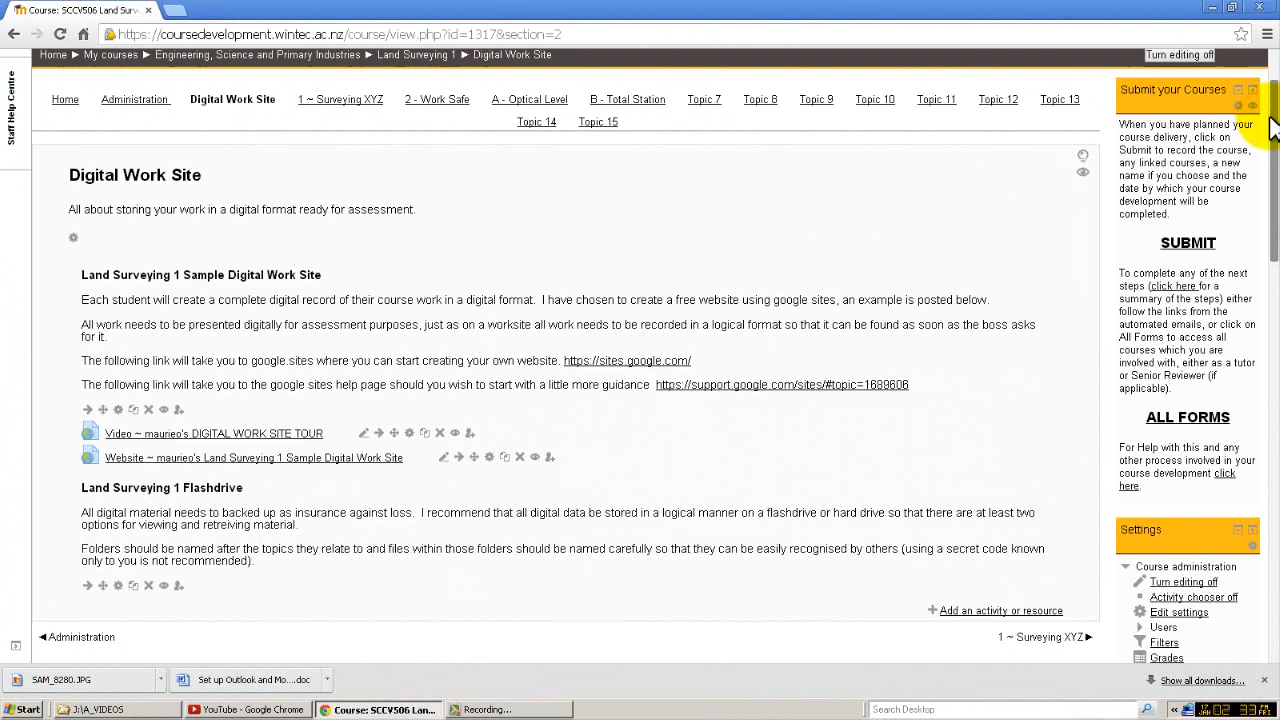 Course: SCCV506 Land Surv
https://coursedevelopment.wintec.ac.nz/course/view.php?id=1317&section=2
Home ► My courses ► Engineering, Science and Primary Industries ► Land Surveying 1 ► Digital Work Site
Turn editing off
Staff Help Centre
Home Administration Digital Work Site 1 ~ Surveying XYZ 2 - Work Safe A - Optical Level B - Total Station Topic 7 Topic 8 Topic 9 Topic 10 Topic 11 Topic 12 Topic 13
Topic 14 Topic 15
Digital Work Site
All about storing your work in a digital format ready for assessment.
Land Surveying 1 Sample Digital Work Site
Each student will create a complete digital record of their course work in a digital format. I have chosen to create a free website using google sites, an example is posted below.
All work needs to be presented digitally for assessment purposes, just as on a worksite all work needs to be recorded in a logical format so that it can be found as soon as the boss asks
for it.
The following link will take you to google.sites where you can start creating your own website. https://sites.google.com/
The following link will take you to the google sites help page should you wish to start with a little more guidance https://support.google.com/sites/#topic=1689606
Video ~ maurieo's DIGITAL WORK SITE TOUR
Website ~ maurieo's Land Surveying 1 Sample Digital Work Site
Land Surveying 1 Flashdrive
All digital material needs to backed up as insurance against loss. I recommend that all digital data be stored in a logical manner on a flashdrive or hard drive so that there are at least two
options for viewing and retreiving material.
Folders should be named after the topics they relate to and files within those folders should be named carefully so that they can be easily recognised by others (using a secret code known
only to you is not recommended).
Add an activity or resource
◄Administration
1 ~ Surveying XYZ►
Submit your Courses
When you have planned your
course delivery, click on
Submit to record the course,
any linked courses, a new
name if you choose and the
date by which your course
development will be
completed.
SUBMIT
To complete any of the next
steps (click here for a
summary of the steps) either
follow the links from the
automated emails, or click on
All Forms to access all
courses which you are
involved with, either as a tutor
or Senior Reviewer (if
applicable).
ALL FORMS
For Help with this and any
other process involved in your
course development click
here.
Settings
Course administration
Turn editing off
Activity chooser off
Edit settings
Users
Filters
Grades
SAM_8280.JPG
Set up Outlook and Mo....doc
Show all downloads...
Start
J:\A_VIDEOS
YouTube - Google Chrome
Course: SCCV506 Lan...
Recording...
Search Desktop
17 JAN 02 33 PM FRI